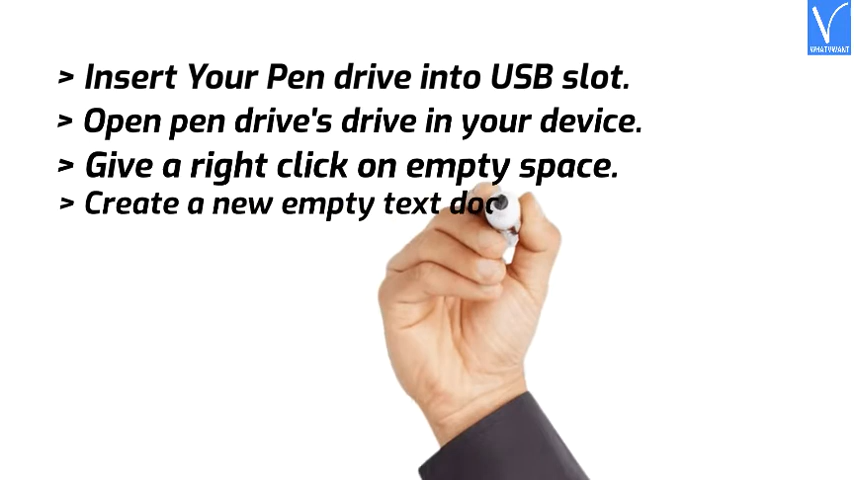 > Insert Your Pen drive into USB slot.
> Open pen drive's drive in your device.
> Give a right click on empty space.
> Create a new empty text doc
WHATVWANT